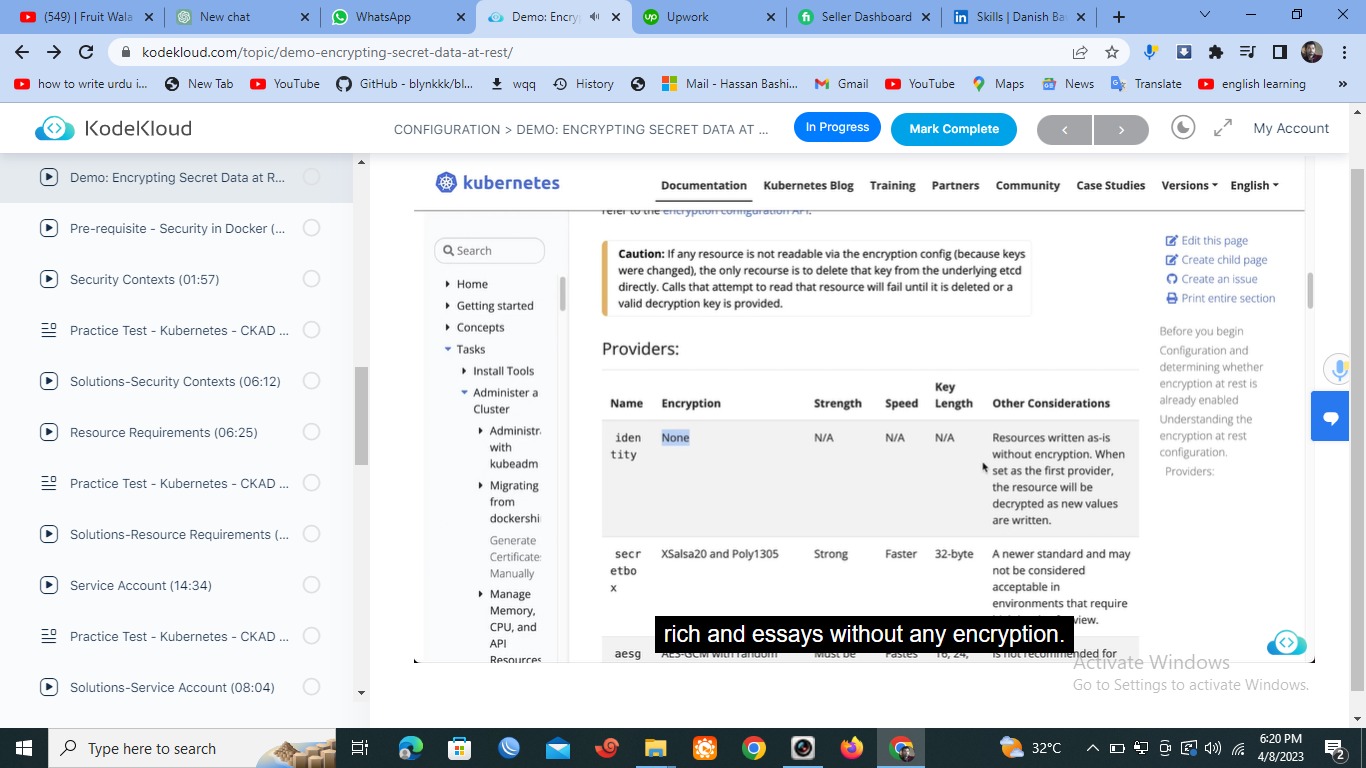 (549) | Fruit Wala
New chat
WhatsApp
Demo: Encry
Upwork
Seller Dashboard
Skills | Danish Ba
kodekloud.com/topic/demo-encrypting-secret-data-at-rest/
how to write urdu i...
New Tab
YouTube
GitHub - blynkkk/bl...
wqq
History
Mail - Hassan Bashi...
Gmail
YouTube
Maps
News
Translate
english learning
»
KodeKloud
CONFIGURATION > DEMO: ENCRYPTING SECRET DATA AT ...
In Progress
Mark Complete
My Account
Demo: Encrypting Secret Data at R...
Pre-requisite - Security in Docker (...
Security Contexts (01:57)
Practice Test - Kubernetes - CKAD ...
Solutions-Security Contexts (06:12)
Resource Requirements (06:25)
Practice Test - Kubernetes - CKAD ...
Solutions-Resource Requirements (...
Service Account (14:34)
Practice Test - Kubernetes - CKAD ...
Solutions-Service Account (08:04)
kubernetes
Documentation
Kubernetes Blog
Training
Partners
Community
Case Studies
Versions
English
Search
Home
Getting started
Concepts
Tasks
Install Tools
Administer a
Cluster
Administr
with
kubeadm
Migrating
from
dockershi
Generate
Certificate
Manually
Manage
Memory,
CPU, and
API
Resources
refer to the encryption configuration API.
Caution: If any resource is not readable via the encryption config (because keys
were changed), the only recourse is to delete that key from the underlying etcd
directly. Calls that attempt to read that resource will fail until it is deleted or a
valid decryption key is provided.
Providers:
Name Encryption Strength Speed Key Length Other Considerations
iden
tity
None N/A N/A N/A
Resources written as-is
without encryption. When
set as the first provider,
the resource will be
decrypted as new values
are written.
secr
etbo
x
XSalsa20 and Poly1305 Strong Faster 32-byte
A newer standard and may
not be considered
acceptable in
environments that require
aesg AES-GCM with random Must be Fastes 16, 24, is not recommended for
rich and essays without any encryption.
Edit this page
Create child page
Create an issue
Print entire section
Before you begin
Configuration and
determining whether
encryption at rest is
already enabled
Understanding the
encryption at rest
configuration.
Providers:
Activate Windows
Go to Settings to activate Windows.
Type here to search
32°C
6:20 PM
4/8/2023
2